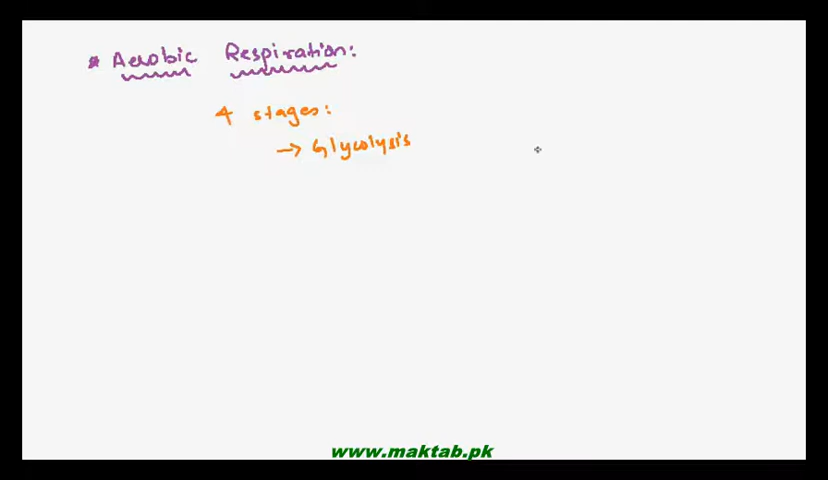 * Aerobic Respiration:
4 stages:
→ Glycolysis
www.maktab.pk